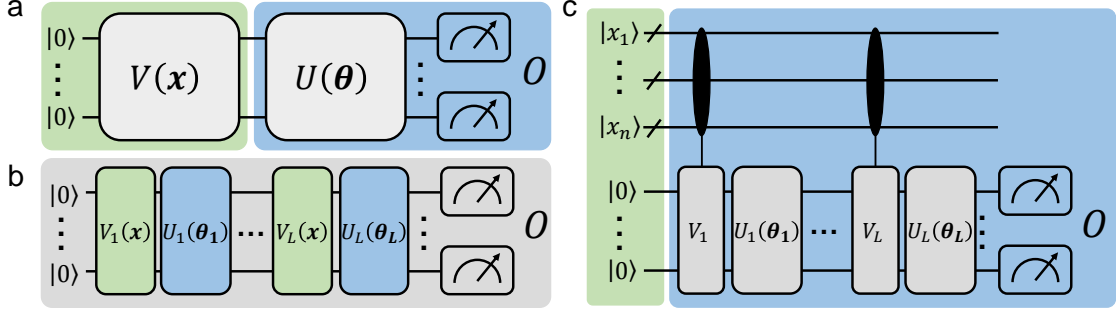 a
|0⟩
⋮
|0⟩
V(𝒙)
U(𝜽)
⋮
O
b
|0⟩
⋮
|0⟩
V₁(𝒙)
U₁(𝜽₁)
⋯
V_L(𝒙)
U_L(𝜽_L)
⋮
O
c
|x₁⟩
⋮
|xₙ⟩
|0⟩
⋮
|0⟩
V₁
U₁(𝜽₁)
⋯
V_L
U_L(𝜽_L)
⋮
O